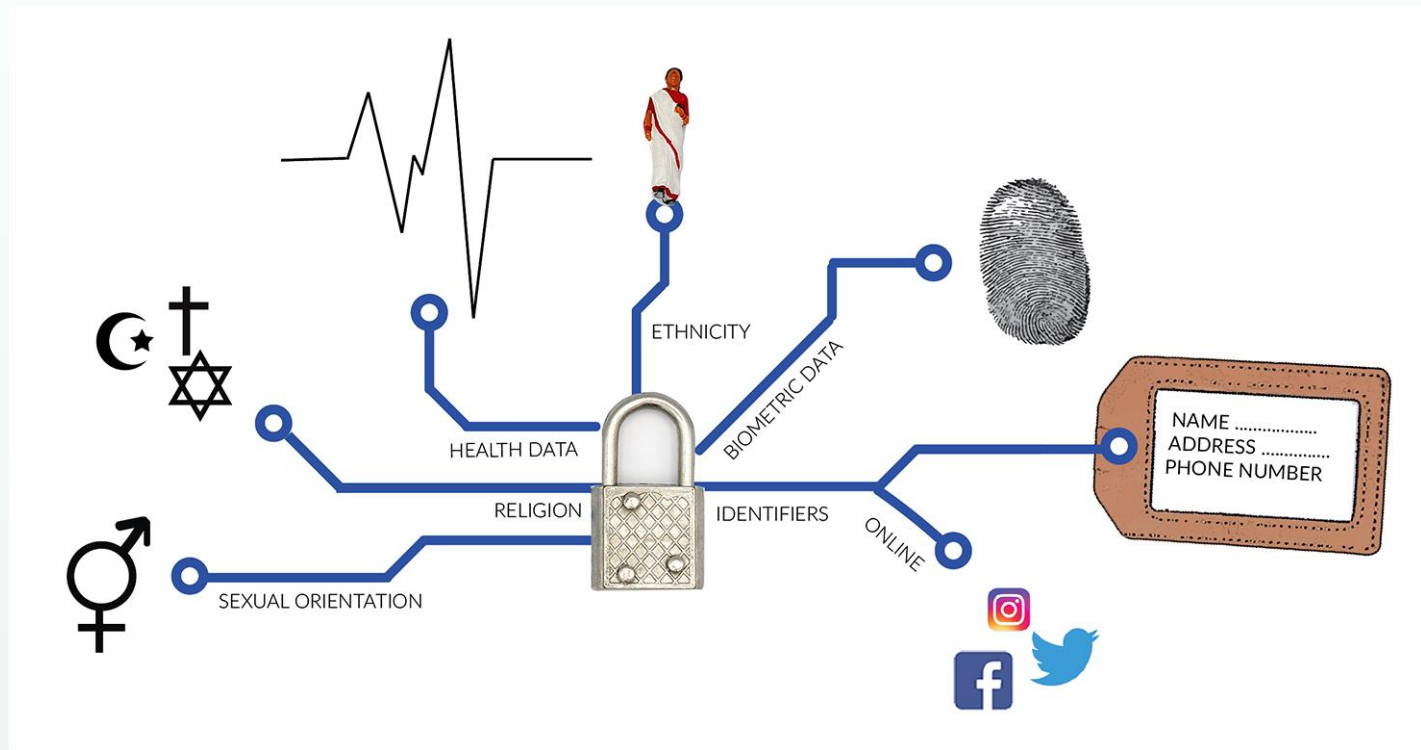 ETHNICITY
BIOMETRIC DATA
HEALTH DATA
NAME .................
ADDRESS ...............
PHONE NUMBER
RELIGION
IDENTIFIERS
ONLINE
SEXUAL ORIENTATION